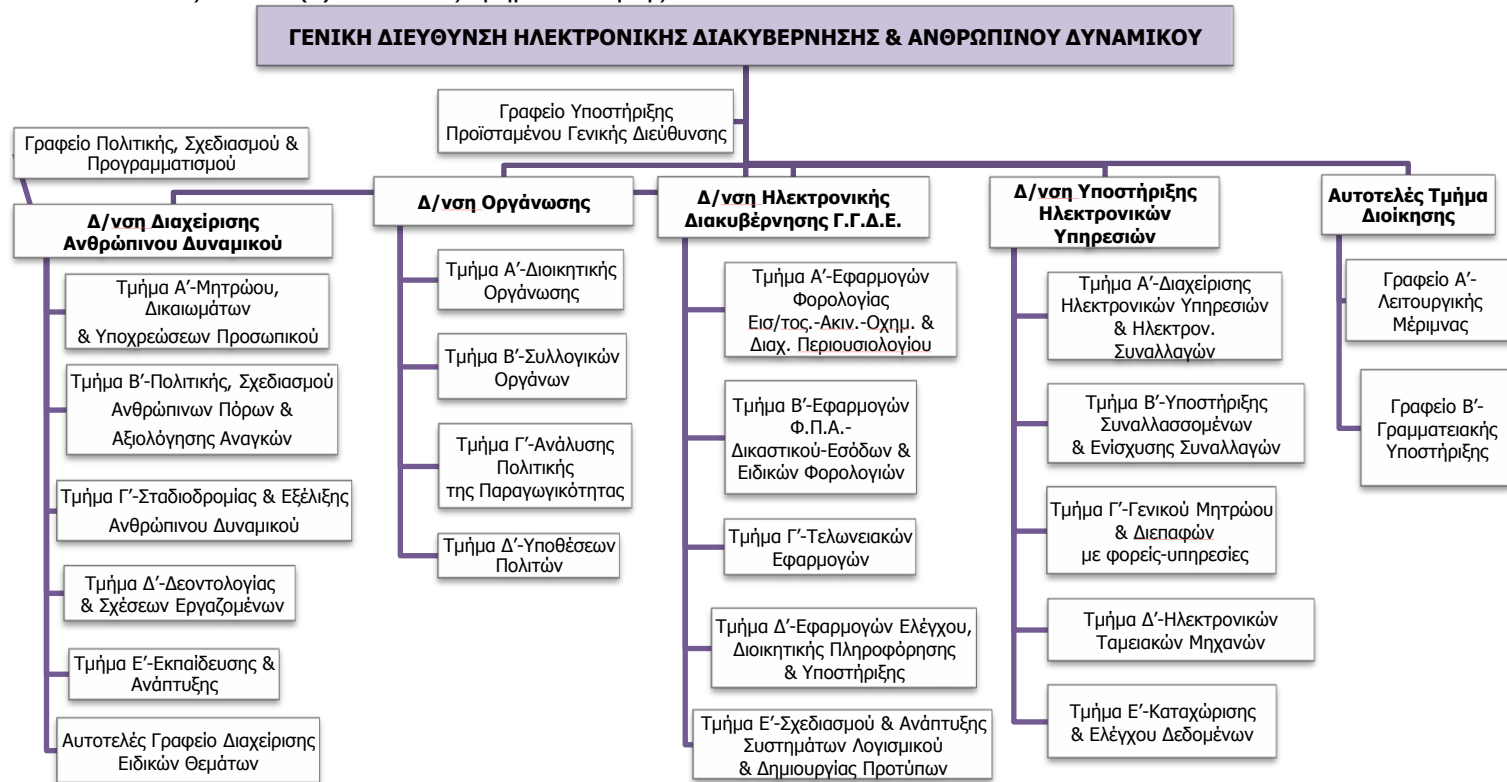 ΓΕΝΙΚΗ ΔΙΕΥΘΥΝΣΗ ΗΛΕΚΤΡΟΝΙΚΗΣ ΔΙΑΚΥΒΕΡΝΗΣΗΣ & ΑΝΘΡΩΠΙΝΟΥ ΔΥΝΑΜΙΚΟΥ
Γραφείο Υποστήριξης
Προϊσταμένου Γενικής Διεύθυνσης
Γραφείο Πολιτικής, Σχεδιασμού &
Προγραμματισμού
Δ/νση Διαχείρισης
Ανθρώπινου Δυναμικού
Τμήμα Α’-Μητρώου,
Δικαιωμάτων
& Υποχρεώσεων Προσωπικού
Τμήμα Β’-Πολιτικής, Σχεδιασμού
Ανθρώπινων Πόρων &
Αξιολόγησης Αναγκών
Τμήμα Γ’-Σταδιοδρομίας & Εξέλιξης
Ανθρώπινου Δυναμικού
Τμήμα Δ’-Δεοντολογίας
& Σχέσεων Εργαζομένων
Τμήμα Ε’-Εκπαίδευσης &
Ανάπτυξης
Αυτοτελές Γραφείο Διαχείρισης
Ειδικών Θεμάτων
Δ/νση Οργάνωσης
Τμήμα Α’-Διοικητικής
Οργάνωσης
Τμήμα Β’-Συλλογικών
Οργάνων
Τμήμα Γ’-Ανάλυσης
Πολιτικής
της Παραγωγικότητας
Τμήμα Δ’-Υποθέσεων
Πολιτών
Δ/νση Ηλεκτρονικής
Διακυβέρνησης Γ.Γ.Δ.Ε.
Τμήμα Α’-Εφαρμογών
Φορολογίας
Εισ/τος.-Ακιν.-Οχημ. &
Διαχ. Περιουσιολογίου
Τμήμα Β’-Εφαρμογών
Φ.Π.Α.-
Δικαστικού-Εσόδων &
Ειδικών Φορολογιών
Τμήμα Γ’-Τελωνειακών
Εφαρμογών
Τμήμα Δ’-Εφαρμογών Ελέγχου,
Διοικητικής Πληροφόρησης
& Υποστήριξης
Τμήμα Ε’-Σχεδιασμού & Ανάπτυξης
Συστημάτων Λογισμικού
& Δημιουργίας Προτύπων
Δ/νση Υποστήριξης
Ηλεκτρονικών
Υπηρεσιών
Τμήμα Α’-Διαχείρισης
Ηλεκτρονικών Υπηρεσιών
& Ηλεκτρον.
Συναλλαγών
Τμήμα Β’-Υποστήριξης
Συναλλασσομένων
& Ενίσχυσης Συναλλαγών
Τμήμα Γ’-Γενικού Μητρώου
& Διεπαφών
με φορείς-υπηρεσίες
Τμήμα Δ’-Ηλεκτρονικών
Ταμειακών Μηχανών
Τμήμα Ε’-Καταχώρισης
& Ελέγχου Δεδομένων
Αυτοτελές Τμήμα
Διοίκησης
Γραφείο Α’-
Λειτουργικής
Μέριμνας
Γραφείο Β’-
Γραμματειακής
Υποστήριξης